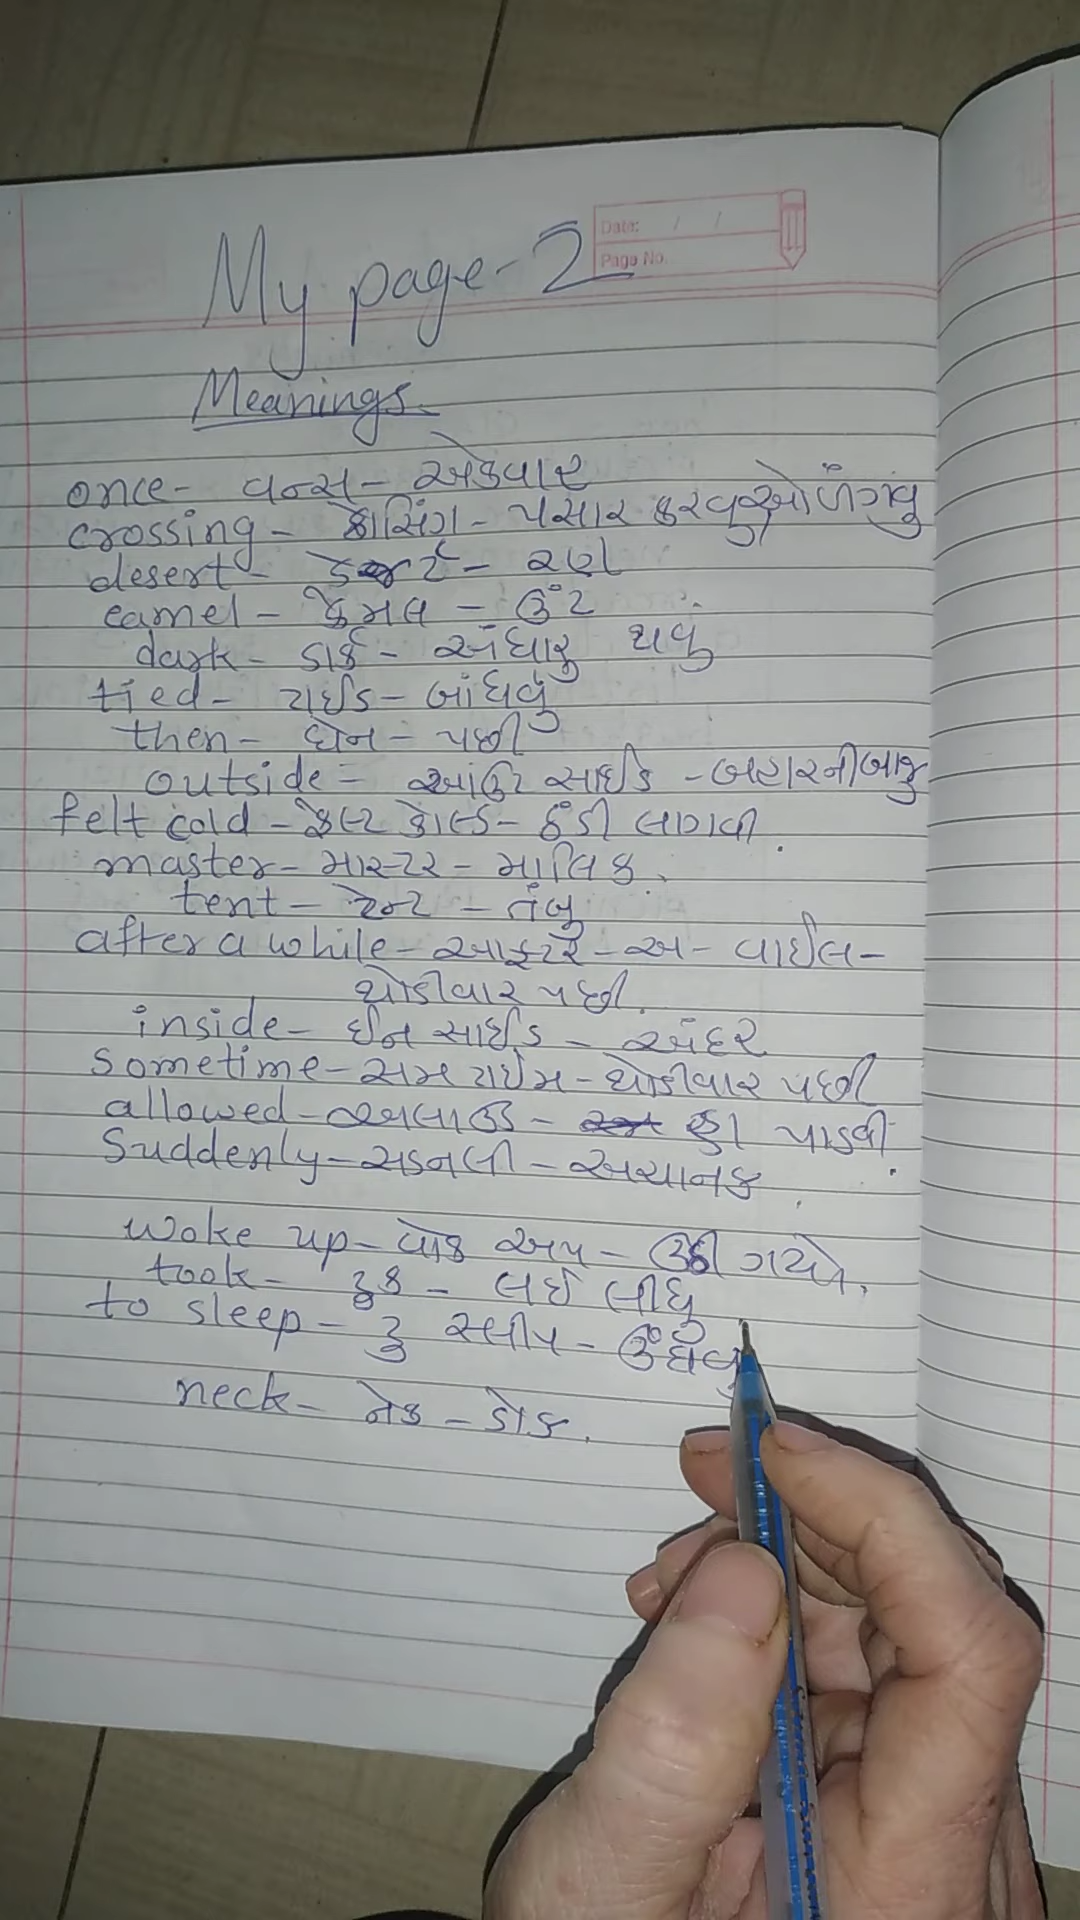 Date: / /
Page No.
My page-2
Meanings
once - વન્સ - એકવાર
crossing - ક્રોસિંગ - પસાર કરવુ, ઓળંગવુ
desert - ડેઝર્ટ - રણ
camel - કેમલ - ઉંટ
dark - ડાર્ક - અંધારુ થવું
tied - ટાઈડ - બાંધવું
then - ધેન - પછી
outside - આઉટ સાઈડ - બહારનીબાજુ
felt cold - ફેલ્ટ કોલ્ડ - ઠંડી લાગવી.
master - માસ્ટર - માલિક.
tent - ટેન્ટ - તંબુ
after a while - આફ્ટર - અ - વાઈલ -
થોડીવાર પછી.
inside - ઈન સાઈડ - અંદર
sometime - સમ ટાઈમ - થોડીવાર પછી
allowed - અલાઉડ - હા પાડવી.
Suddenly - સડનલી - અચાનક.
woke up - વોક અપ - ઉઠી ગયો.
took - ટુક - લઈ લીધુ
to sleep - ટુ સ્લીપ - ઉંઘવુ
neck - નેક - ડોક.